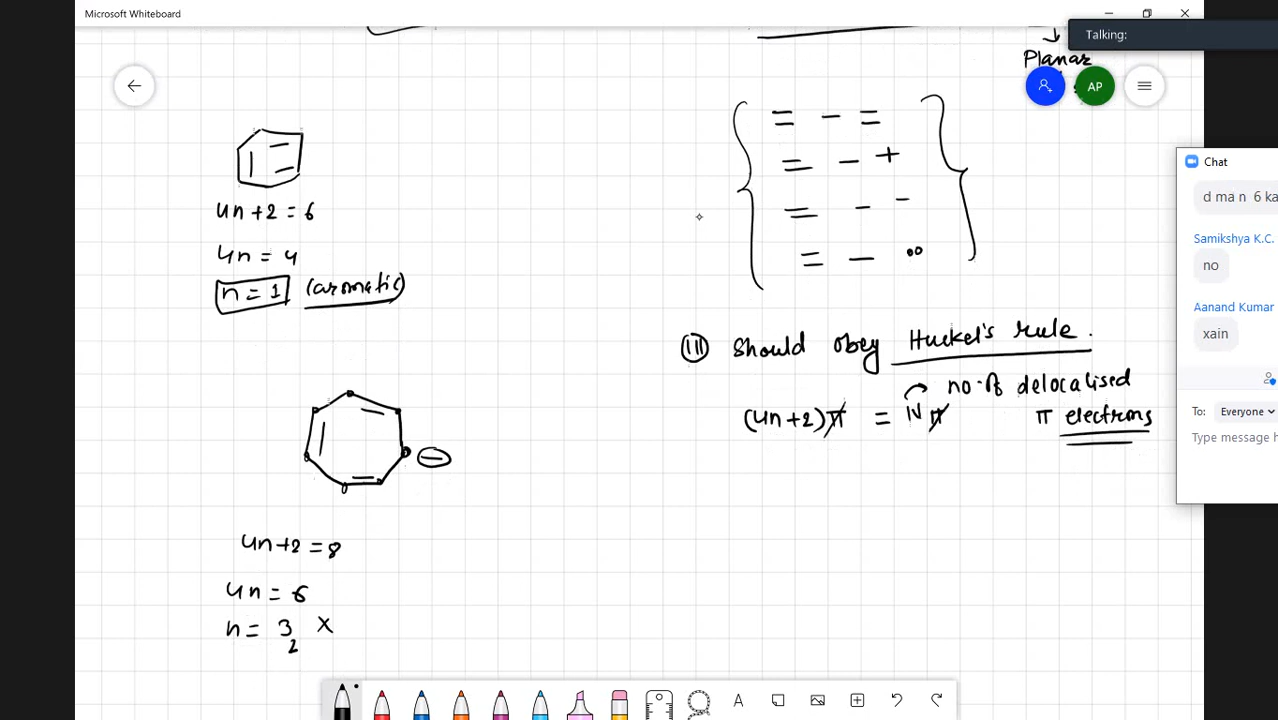 Microsoft Whiteboard
Talking:
Planar
AP
= - =
= - +
= - -
= - ••
4n+2 = 6
4n = 4
n = 1 (aromatic)
(III) Should obey Huckel's rule.
no. of delocalised
(4n+2)π = Nπ π electrons
⊖
4n+2 = 8
4n = 6
n = 3 x
2
Chat
d ma n 6 ka
Samikshya K.C.
no
Aanand Kumar
xain
To: Everyone
Type message h
A